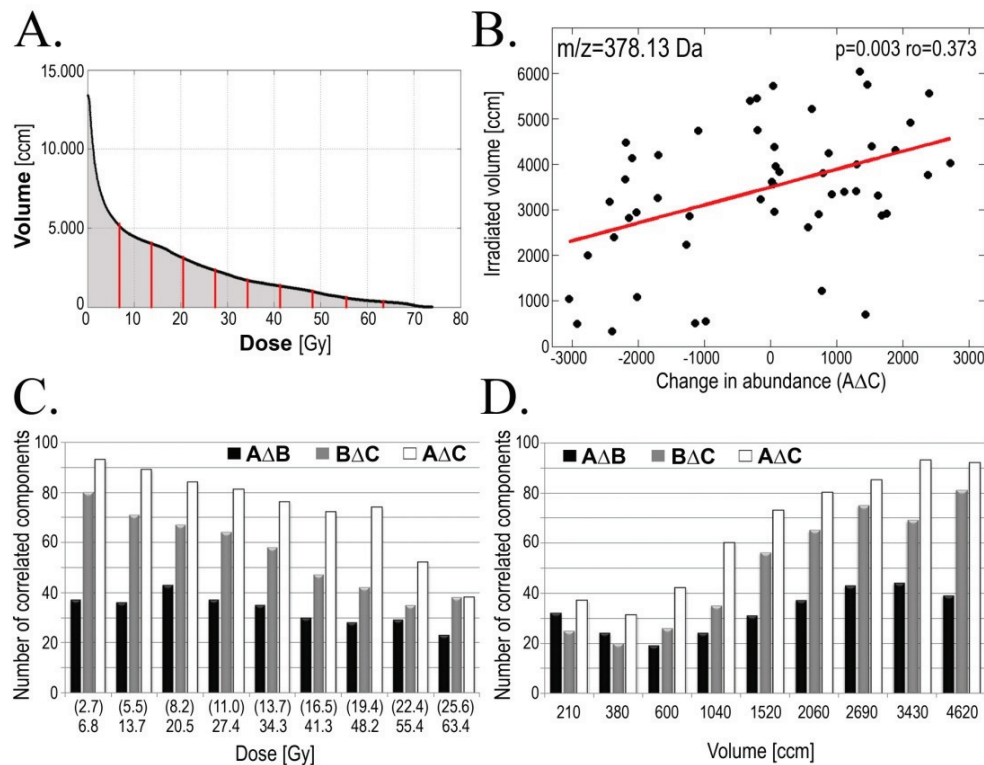 A.
Volume [ccm]
15.000
10.000
5.000
0
0 10 20 30 40 50 60 70 80
Dose [Gy]
B.
m/z=378.13 Da
p=0.003 ro=0.373
Irradiated volume [ccm]
6000
5000
4000
3000
2000
1000
0
-3000 -2000 -1000 0 1000 2000 3000
Change in abundance (AΔC)
C.
AΔB BΔC AΔC
Number of correlated components
100
80
60
40
20
0
(2.7) (5.5) (8.2) (11.0) (13.7) (16.5) (19.4) (22.4) (25.6)
6.8 13.7 20.5 27.4 34.3 41.3 48.2 55.4 63.4
Dose [Gy]
D.
AΔB BΔC AΔC
Number of correlated components
100
80
60
40
20
0
210 380 600 1040 1520 2060 2690 3430 4620
Volume [ccm]